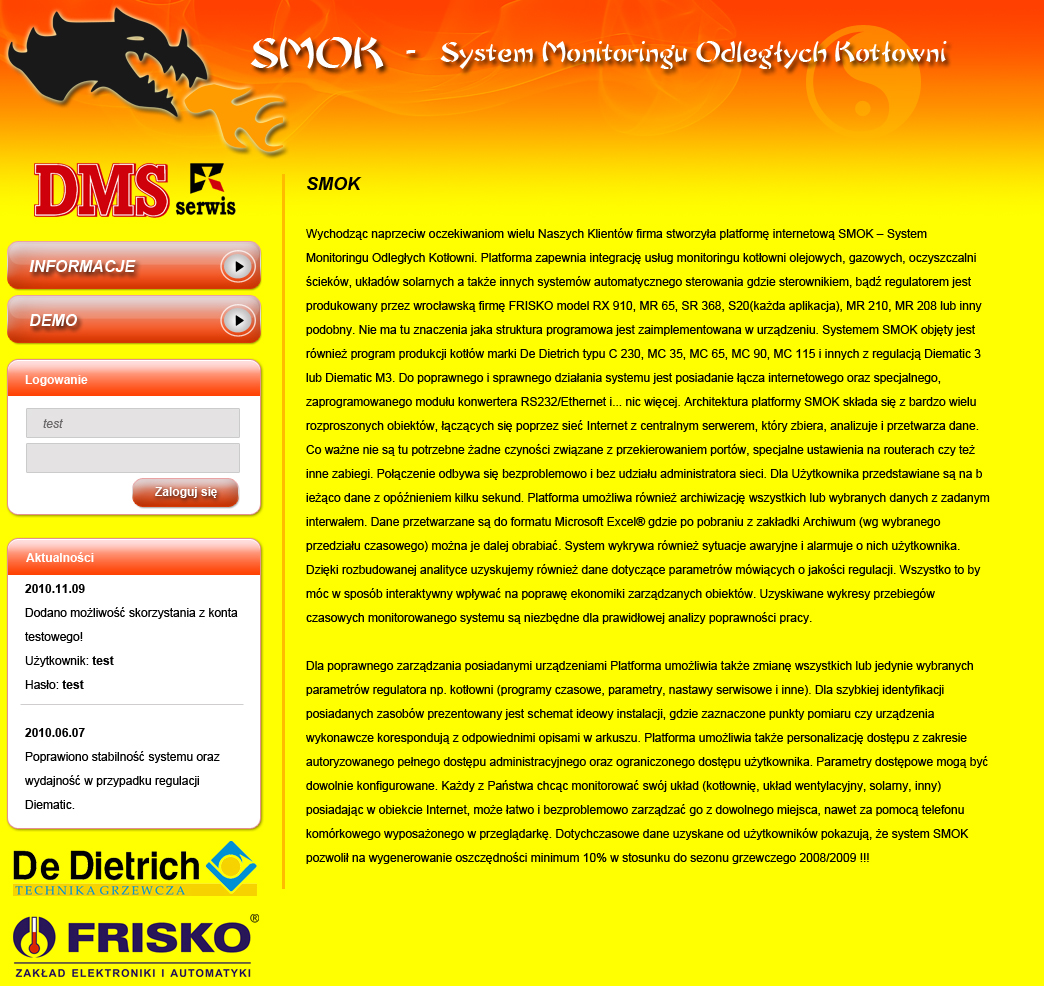 SMOK - System Monitoringu Odległych Kotłowni
DMS serwis
INFORMACJE
DEMO
Logowanie
test
Zaloguj się
Aktualności
2010.11.09
Dodano możliwość skorzystania z konta
testowego!
Użytkownik: test
Hasło: test
2010.06.07
Poprawiono stabilność systemu oraz
wydajność w przypadku regulacji
Diematic.
De Dietrich
TECHNIKA GRZEWCZA
FRISKO®
ZAKŁAD ELEKTRONIKI I AUTOMATYKI
SMOK
Wychodząc naprzeciw oczekiwaniom wielu Naszych Klientów firma stworzyła platformę internetową SMOK – System
Monitoringu Odległych Kotłowni. Platforma zapewnia integrację usług monitoringu kotłowni olejowych, gazowych, oczyszczalni
ścieków, układów solarnych a także innych systemów automatycznego sterowania gdzie sterownikiem, bądź regulatorem jest
produkowany przez wrocławską firmę FRISKO model RX 910, MR 65, SR 368, S20(każda aplikacja), MR 210, MR 208 lub inny
podobny. Nie ma tu znaczenia jaka struktura programowa jest zaimplementowana w urządzeniu. Systemem SMOK objęty jest
również program produkcji kotłów marki De Dietrich typu C 230, MC 35, MC 65, MC 90, MC 115 i innych z regulacją Diematic 3
lub Diematic M3. Do poprawnego i sprawnego działania systemu jest posiadanie łącza internetowego oraz specjalnego,
zaprogramowanego modułu konwertera RS232/Ethernet i... nic więcej. Architektura platformy SMOK składa się z bardzo wielu
rozproszonych obiektów, łączących się poprzez sieć Internet z centralnym serwerem, który zbiera, analizuje i przetwarza dane.
Co ważne nie są tu potrzebne żadne czyności związane z przekierowaniem portów, specjalne ustawienia na routerach czy też
inne zabiegi. Połączenie odbywa się bezproblemowo i bez udziału administratora sieci. Dla Użytkownika przedstawiane są na b
ieżąco dane z opóźnieniem kilku sekund. Platforma umożliwa również archiwizację wszystkich lub wybranych danych z zadanym
interwałem. Dane przetwarzane są do formatu Microsoft Excel® gdzie po pobraniu z zakładki Archiwum (wg wybranego
przedziału czasowego) można je dalej obrabiać. System wykrywa również sytuacje awaryjne i alarmuje o nich użytkownika.
Dzięki rozbudowanej analityce uzyskujemy również dane dotyczące parametrów mówiących o jakości regulacji. Wszystko to by
móc w sposób interaktywny wpływać na poprawę ekonomiki zarządzanych obiektów. Uzyskiwane wykresy przebiegów
czasowych monitorowanego systemu są niezbędne dla prawidłowej analizy poprawności pracy.
Dla poprawnego zarządzania posiadanymi urządzeniami Platforma umożliwia także zmianę wszystkich lub jedynie wybranych
parametrów regulatora np. kotłowni (programy czasowe, parametry, nastawy serwisowe i inne). Dla szybkiej identyfikacji
posiadanych zasobów prezentowany jest schemat ideowy instalacji, gdzie zaznaczone punkty pomiaru czy urządzenia
wykonawcze korespondują z odpowiednimi opisami w arkuszu. Platforma umożliwia także personalizację dostępu z zakresie
autoryzowanego pełnego dostępu administracyjnego oraz ograniczonego dostępu użytkownika. Parametry dostępowe mogą być
dowolnie konfigurowane. Każdy z Państwa chcąc monitorować swój układ (kotłownię, układ wentylacyjny, solarny, inny)
posiadając w obiekcie Internet, może łatwo i bezproblemowo zarządzać go z dowolnego miejsca, nawet za pomocą telefonu
komórkowego wyposażonego w przeglądarkę. Dotychczasowe dane uzyskane od użytkowników pokazują, że system SMOK
pozwolił na wygenerowanie oszczędności minimum 10% w stosunku do sezonu grzewczego 2008/2009 !!!